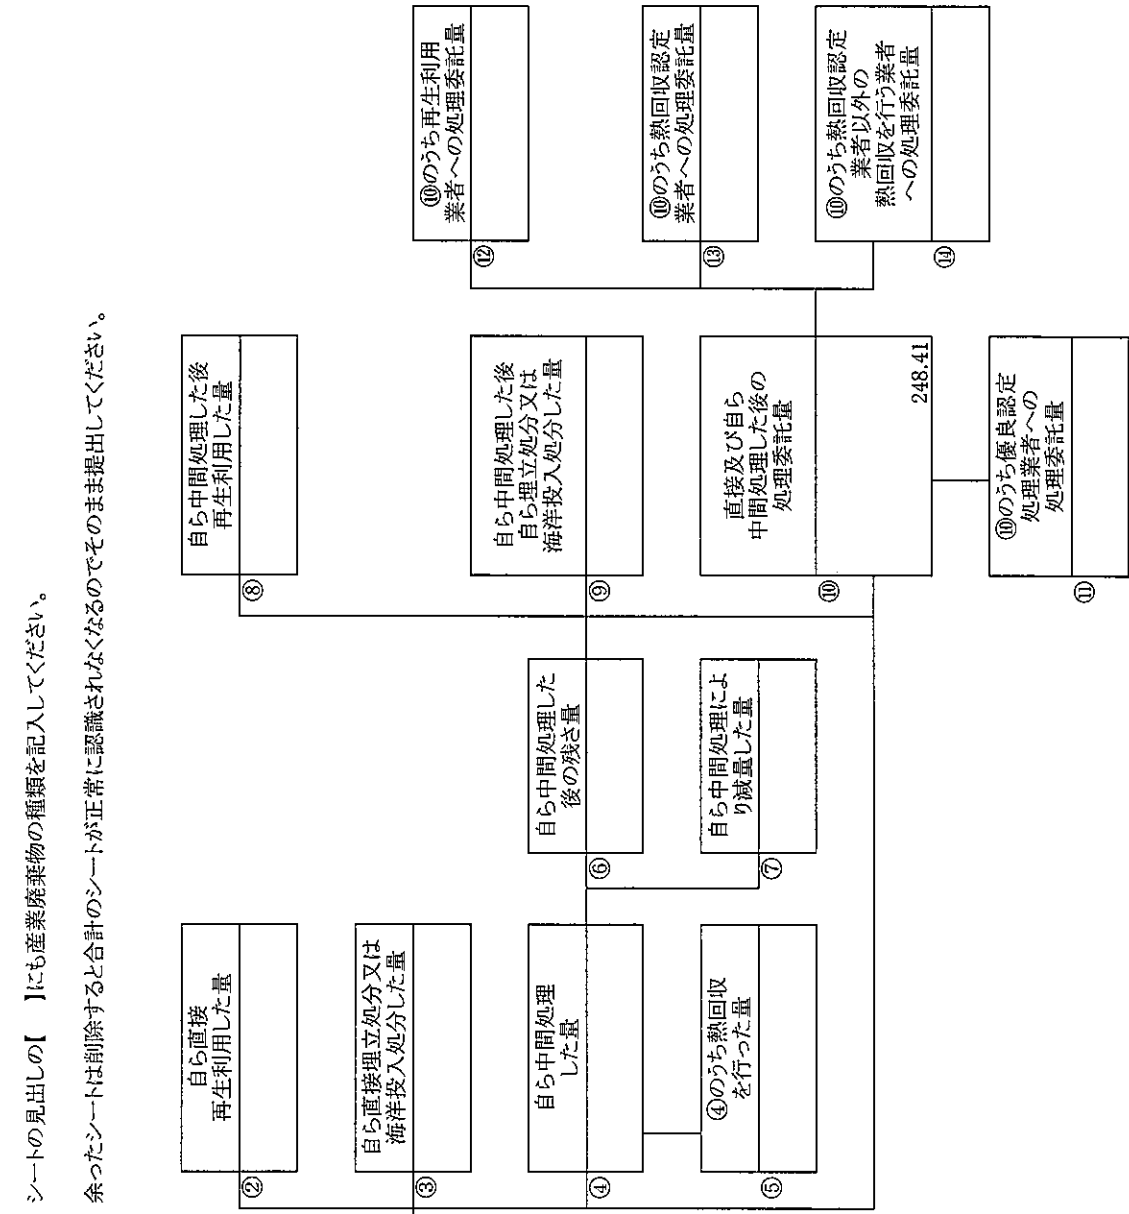 シートの見出しの【　】にも産業廃棄物の種類を記入してください。
余ったシートは削除すると合計のシートが正常に認識されなくなるのでそのまま提出してください。
②
自ら直接
再生利用した量
③
自ら直接埋立処分又は
海洋投入処分した量
④
自ら中間処理
した量
⑤
④のうち熱回収
を行った量
⑥
自ら中間処理した
後の残さ量
⑦
自ら中間処理によ
り減量した量
⑧
自ら中間処理した後
再生利用した量
⑨
自ら中間処理した後
自ら埋立処分又は
海洋投入処分した量
⑩
直接及び自ら
中間処理した後の
処理委託量
248.41
⑪
⑩のうち優良認定
処理業者への
処理委託量
⑫
⑩のうち再生利用
業者への処理委託量
⑬
⑩のうち熱回収認定
業者への処理委託量
⑭
⑩のうち熱回収認定
業者以外の
熱回収を行う業者
への処理委託量